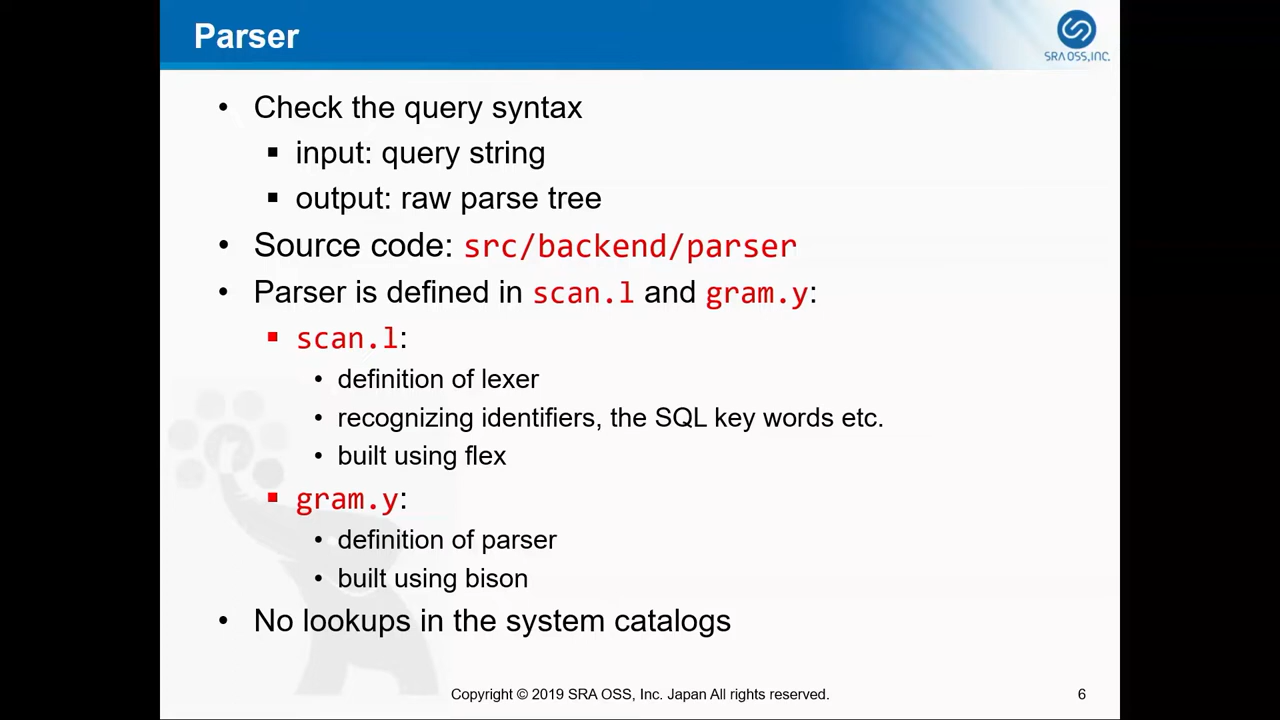 Parser
SRA OSS, INC.
• Check the query syntax
▪ input: query string
▪ output: raw parse tree
• Source code: src/backend/parser
• Parser is defined in scan.l and gram.y:
▪ scan.l:
• definition of lexer
• recognizing identifiers, the SQL key words etc.
• built using flex
▪ gram.y:
• definition of parser
• built using bison
• No lookups in the system catalogs
Copyright © 2019 SRA OSS, Inc. Japan All rights reserved.
6